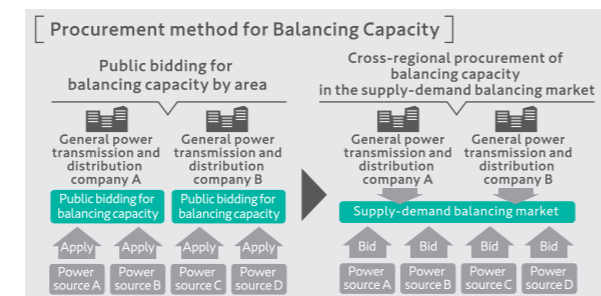 [Procurement method for Balancing Capacity]
Public bidding for
balancing capacity by area
General power
transmission and
distribution
company A
General power
transmission and
distribution
company B
Public bidding for
balancing capacity
Public bidding for
balancing capacity
Apply
Apply
Apply
Apply
Power
source A
Power
source B
Power
source C
Power
source D
Cross-regional procurement of
balancing capacity
in the supply-demand balancing market
General power
transmission and
distribution
company A
General power
transmission and
distribution
company B
Supply-demand balancing market
Bid
Bid
Bid
Bid
Power
source A
Power
source B
Power
source C
Power
source D